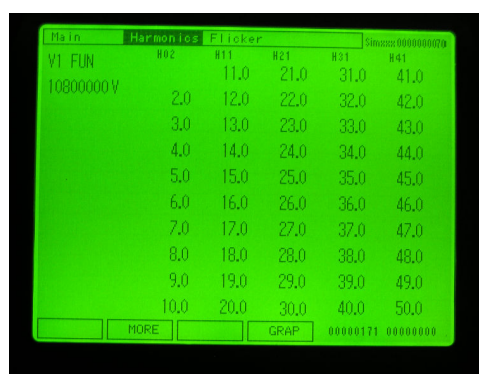 Main Harmonics Flicker Simxxx0000000070
V1 FUN H02 H11 H21 H31 H41
11.0 21.0 31.0 41.0
10800000V
2.0 12.0 22.0 32.0 42.0
3.0 13.0 23.0 33.0 43.0
4.0 14.0 24.0 34.0 44.0
5.0 15.0 25.0 35.0 45.0
6.0 16.0 26.0 36.0 46.0
7.0 17.0 27.0 37.0 47.0
8.0 18.0 28.0 38.0 48.0
9.0 19.0 29.0 39.0 49.0
10.0 20.0 30.0 40.0 50.0
MORE GRAP 00000171 00000000